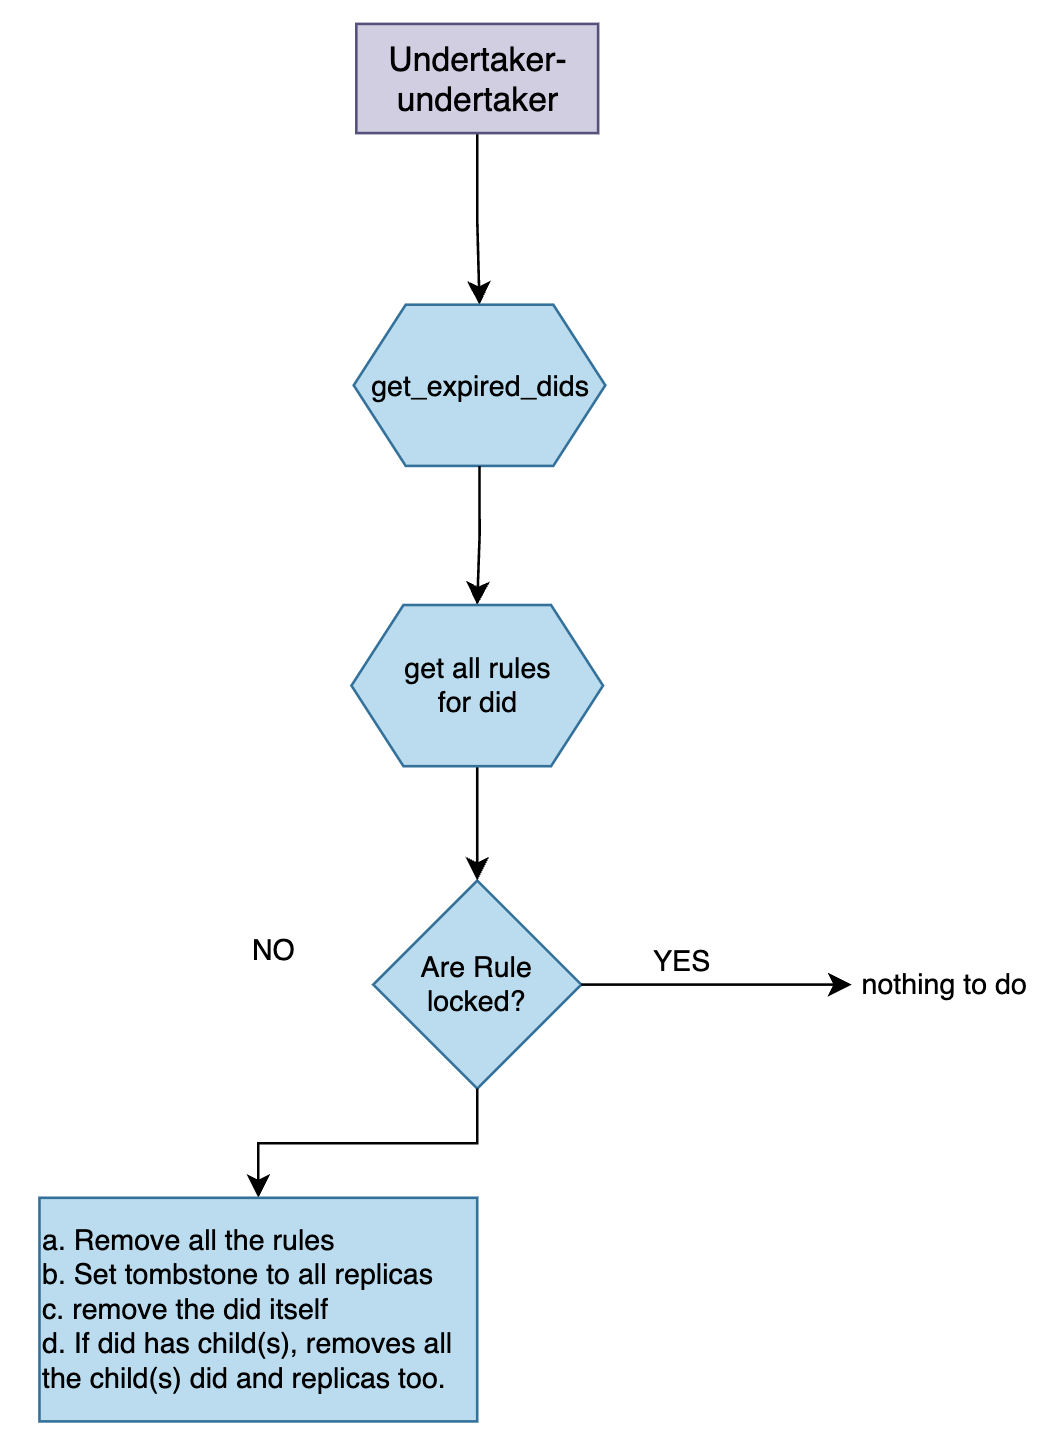 Undertaker-
undertaker
get_expired_dids
get all rules
for did
NO
Are Rule
locked?
YES
nothing to do
a. Remove all the rules
b. Set tombstone to all replicas
c. remove the did itself
d. If did has child(s), removes all
the child(s) did and replicas too.